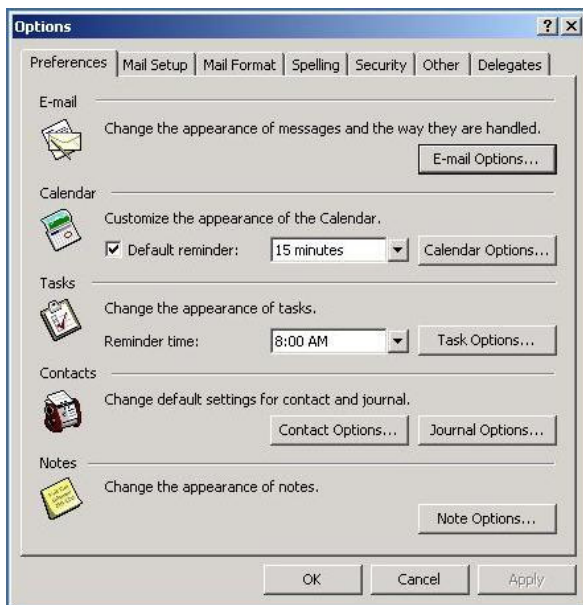 Options
Preferences Mail Setup Mail Format Spelling Security Other Delegates
E-mail
Change the appearance of messages and the way they are handled.
E-mail Options...
Calendar
Customize the appearance of the Calendar.
Default reminder: 15 minutes Calendar Options...
Tasks
Change the appearance of tasks.
Reminder time: 8:00 AM Task Options...
Contacts
Change default settings for contact and journal.
Contact Options... Journal Options...
Notes
Change the appearance of notes.
Note Options...
OK Cancel Apply